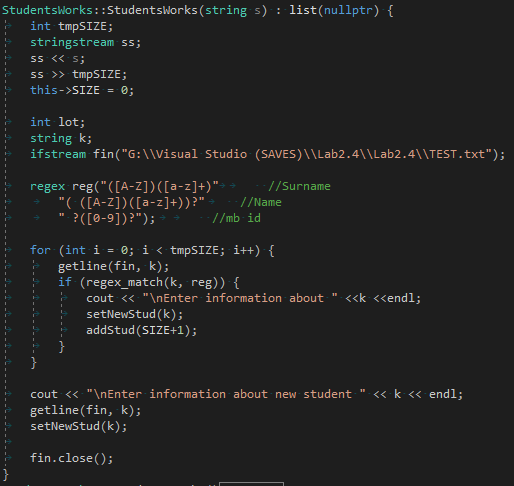 StudentsWorks::StudentsWorks(string s) : list(nullptr) {
int tmpSIZE;
stringstream ss;
ss << s;
ss >> tmpSIZE;
this->SIZE = 0;
int lot;
string k;
ifstream fin("G:\\Visual Studio (SAVES)\\Lab2.4\\Lab2.4\\TEST.txt");
regex reg("([A-Z])([a-z]+)" //Surname
"( ([A-Z])([a-z]+))?" //Name
" ?([0-9])?"); //mb id
for (int i = 0; i < tmpSIZE; i++) {
getline(fin, k);
if (regex_match(k, reg)) {
cout << "\nEnter information about " <<k <<endl;
setNewStud(k);
addStud(SIZE+1);
}
}
cout << "\nEnter information about new student " << k << endl;
getline(fin, k);
setNewStud(k);
fin.close();
}